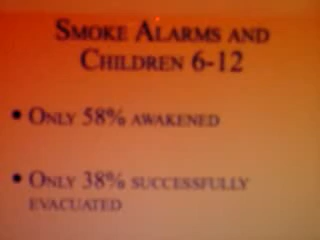 Smoke Alarms and
Children 6-12
• Only 58% awakened
• Only 38% successfully
evacuated